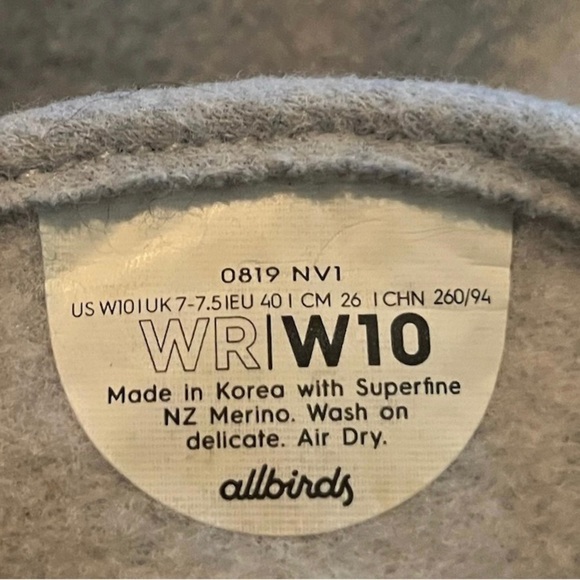 0819 NV1
US W10 | UK 7-7.5 | EU 40 | CM 26 | CHN 260/94
WR|W10
Made in Korea with Superfine
NZ Merino. Wash on
delicate. Air Dry.
allbirds